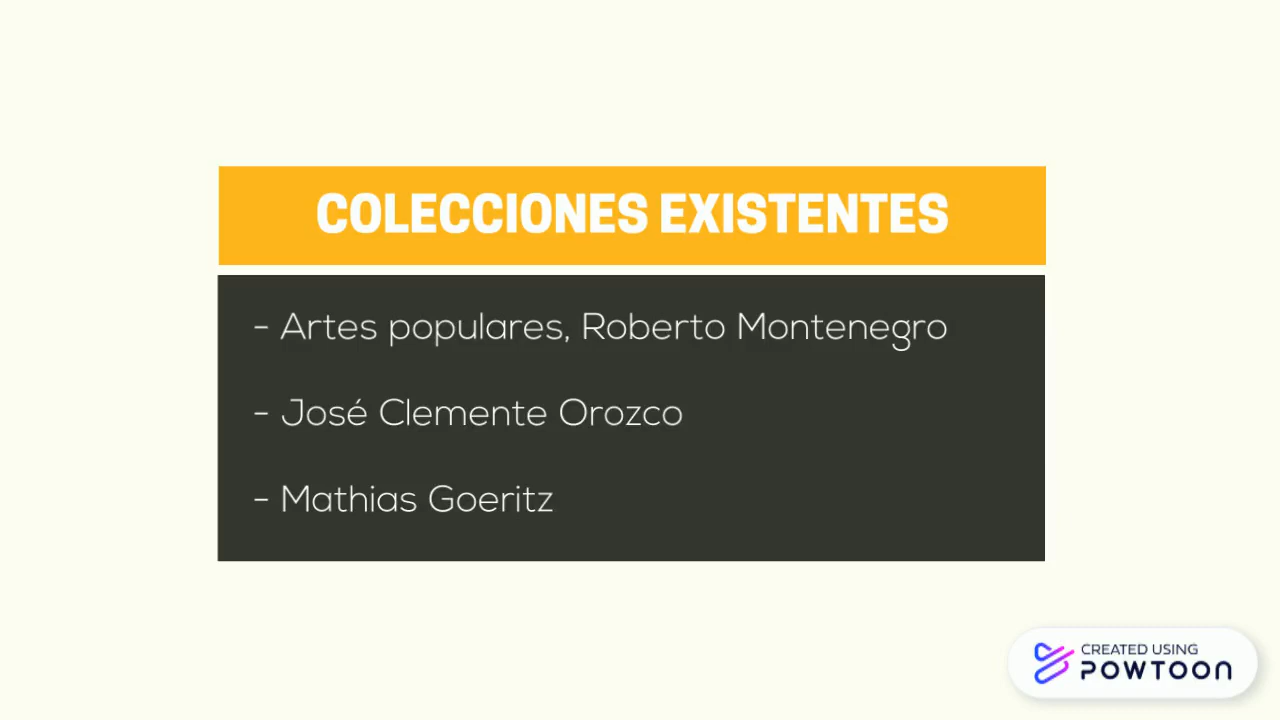 COLECCIONES EXISTENTES
- Artes populares, Roberto Montenegro
- José Clemente Orozco
- Mathias Goeritz
CREATED USING
POWTOON